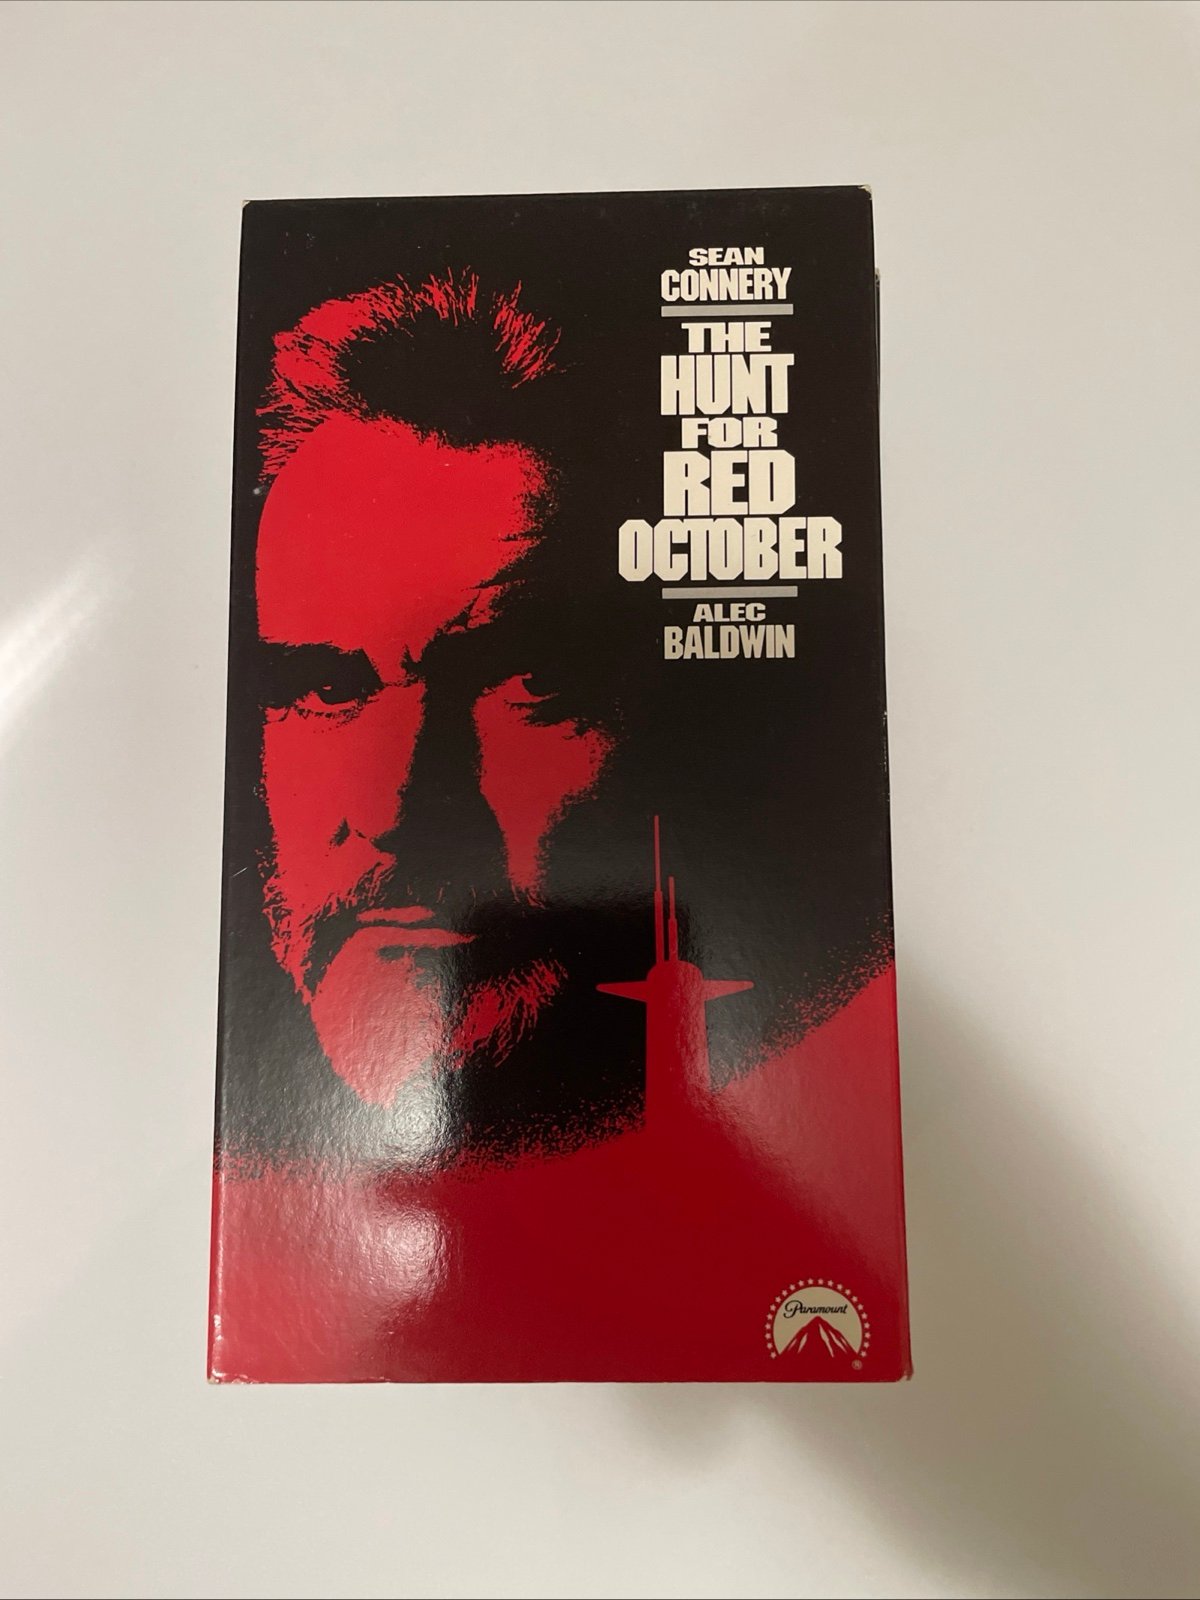 SEAN
CONNERY
THE
HUNT
FOR
RED
OCTOBER
ALEC
BALDWIN
Paramount
®